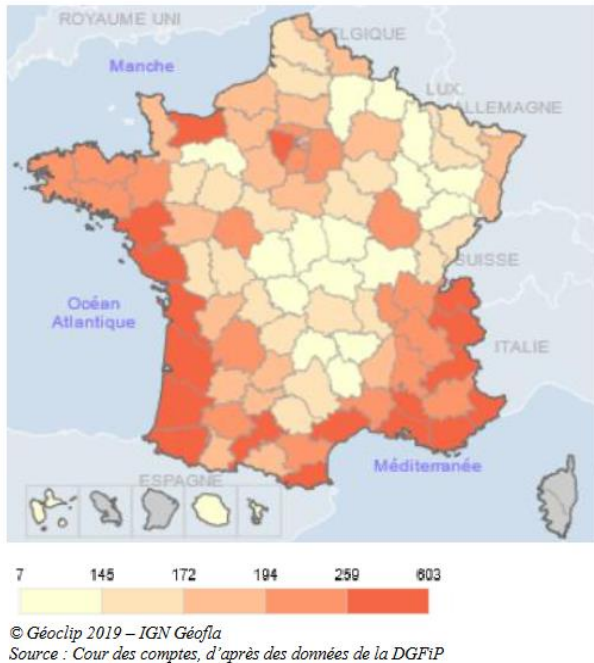 ROYAUME UNI
BELGIQUE
Manche
LUX.
ALLEMAGNE
SUISSE
Océan
Atlantique
ITALIE
Méditerranée
ESPAGNE
7 145 172 194 259 603
© Géoclip 2019 – IGN Géofla
Source : Cour des comptes, d'après des données de la DGFiP